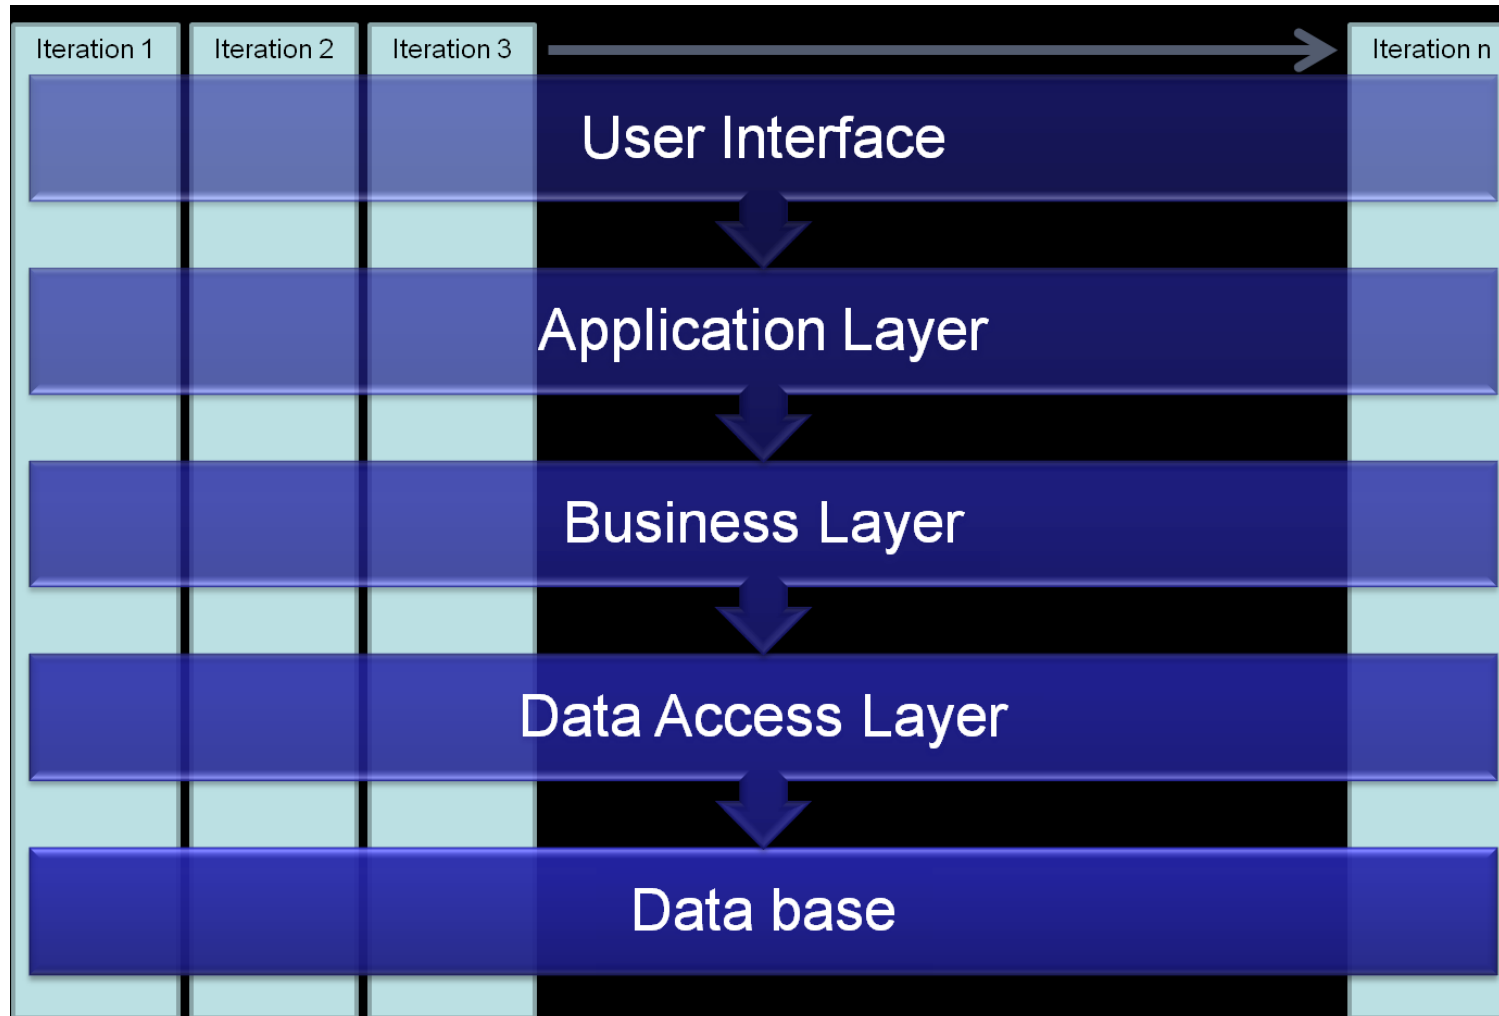 Iteration 1
Iteration 2
Iteration 3
Iteration n
User Interface
Application Layer
Business Layer
Data Access Layer
Data base